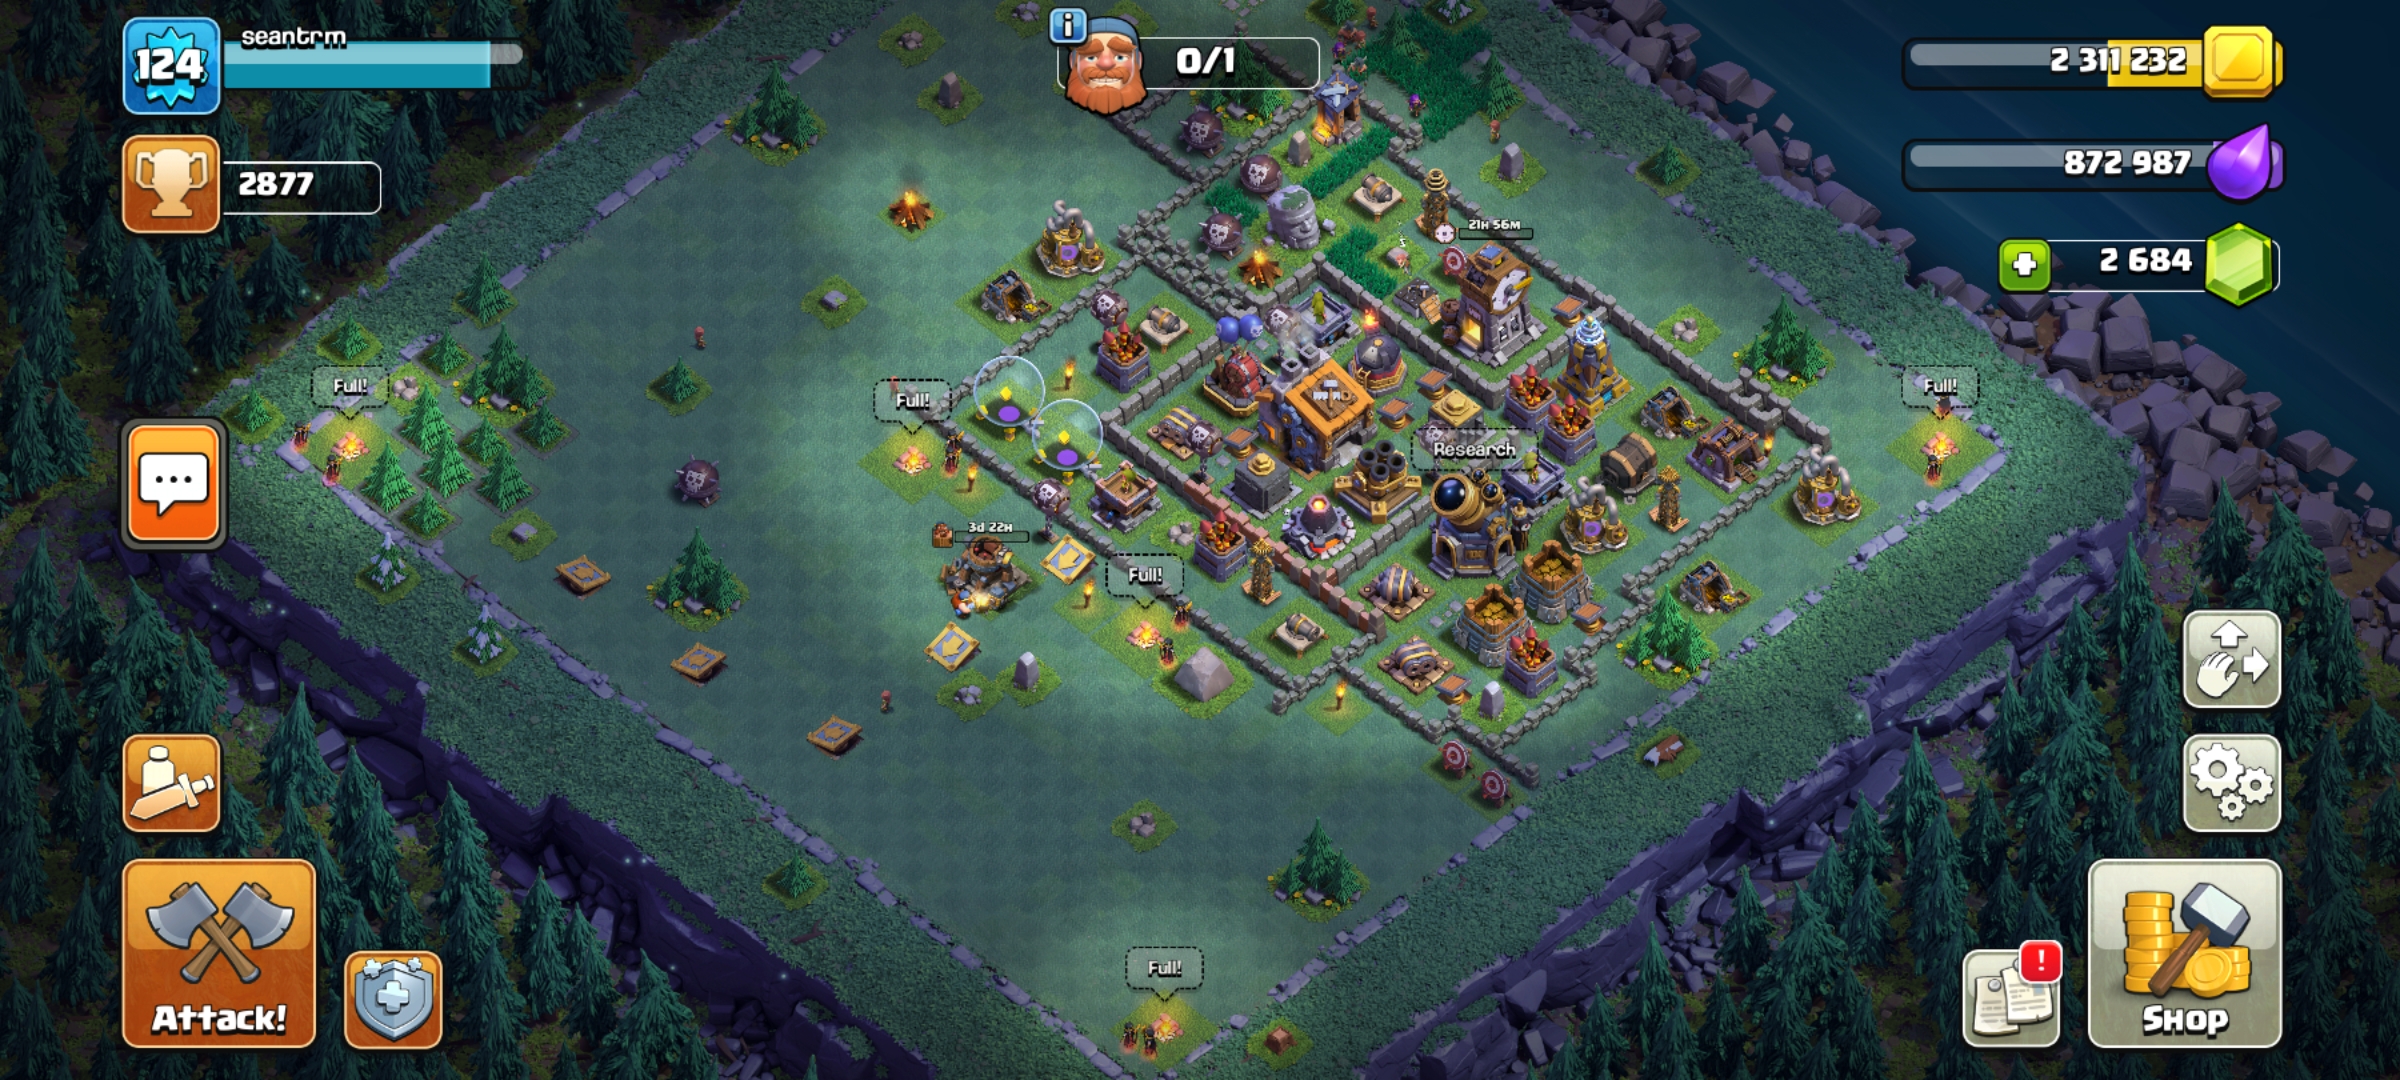 124
seantrm
0/1
2 311 232
2877
872 987
21H 56M
2 684
Full!
Full!
Full!
Research
3d 22H
Full!
Full!
Attack!
!
Shop